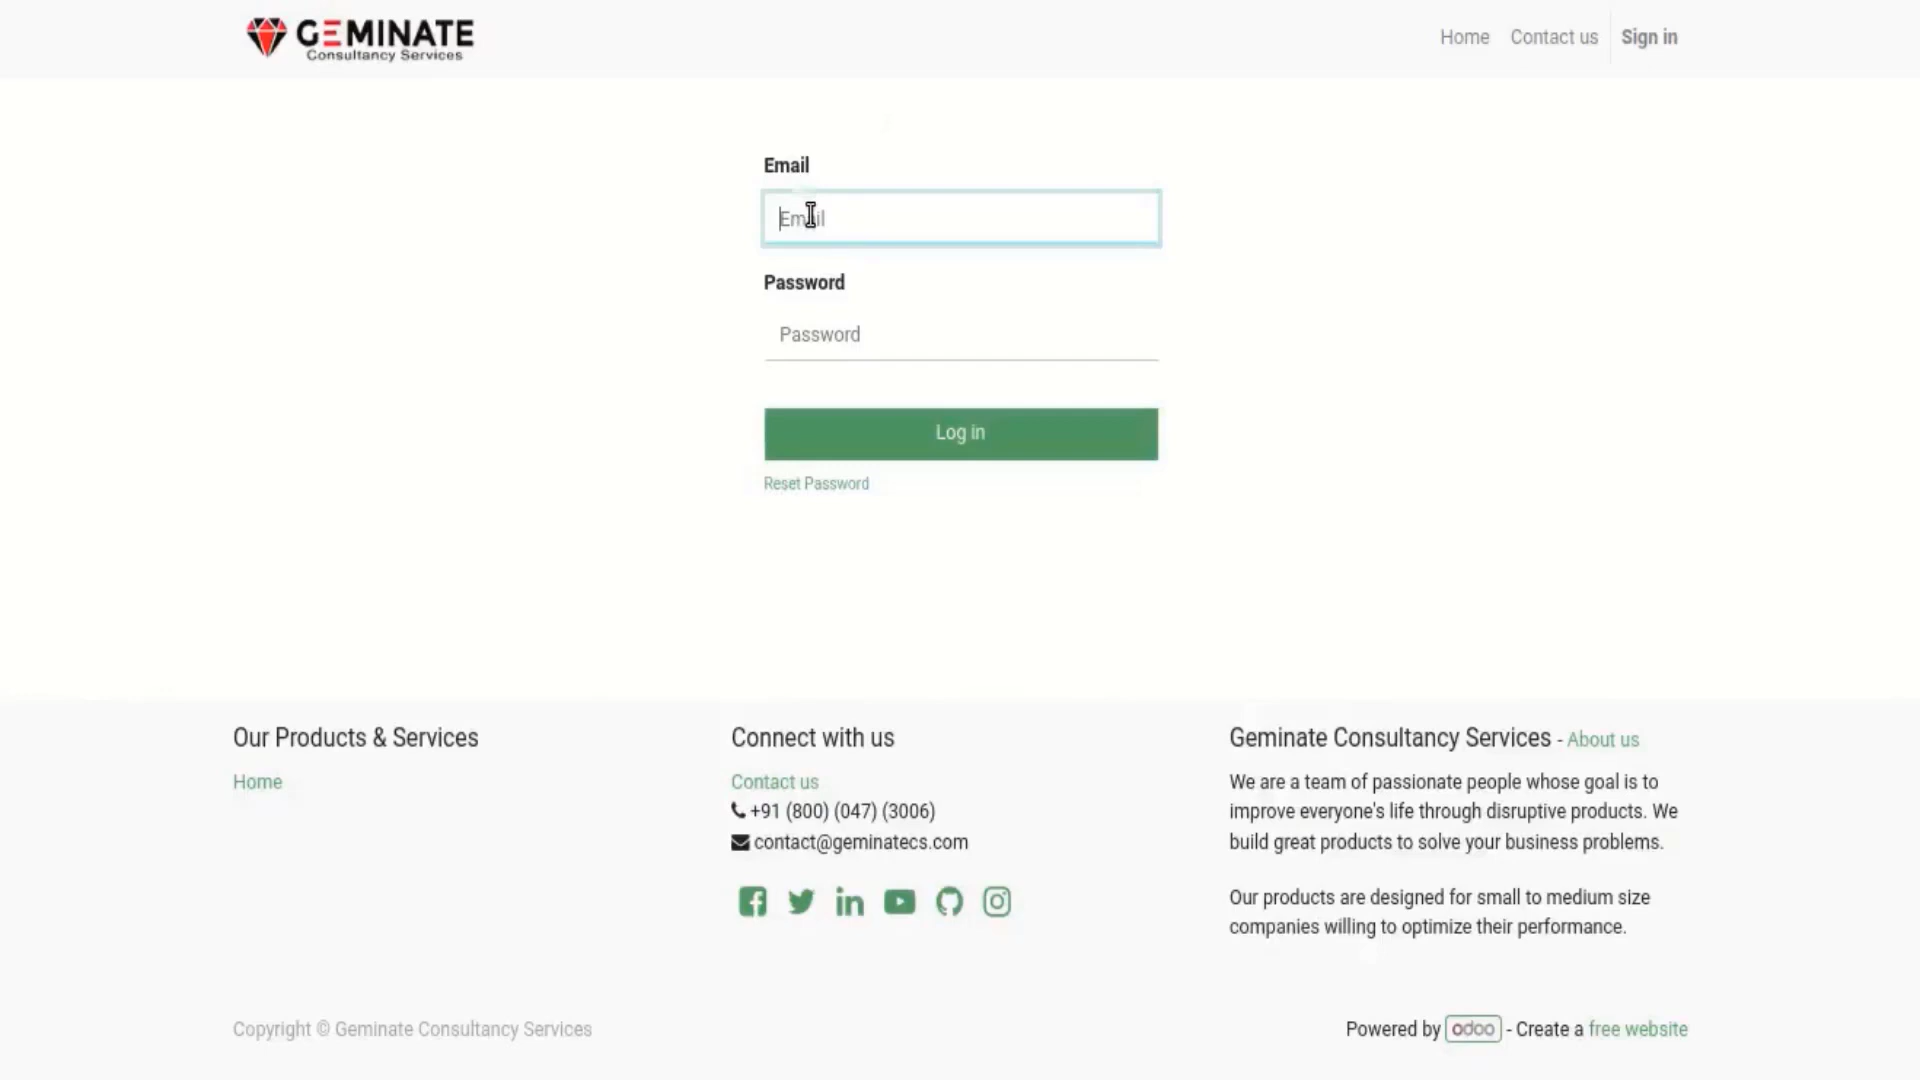 GEMINATE
Consultancy Services
Home Contact us Sign in
Email
Email
Password
Password
Log in
Reset Password
Our Products & Services
Home
Connect with us
Contact us
+91 (800) (047) (3006)
contact@geminatecs.com
Geminate Consultancy Services - About us
We are a team of passionate people whose goal is to
improve everyone's life through disruptive products. We
build great products to solve your business problems.
Our products are designed for small to medium size
companies willing to optimize their performance.
Copyright © Geminate Consultancy Services
Powered by odoo - Create a free website